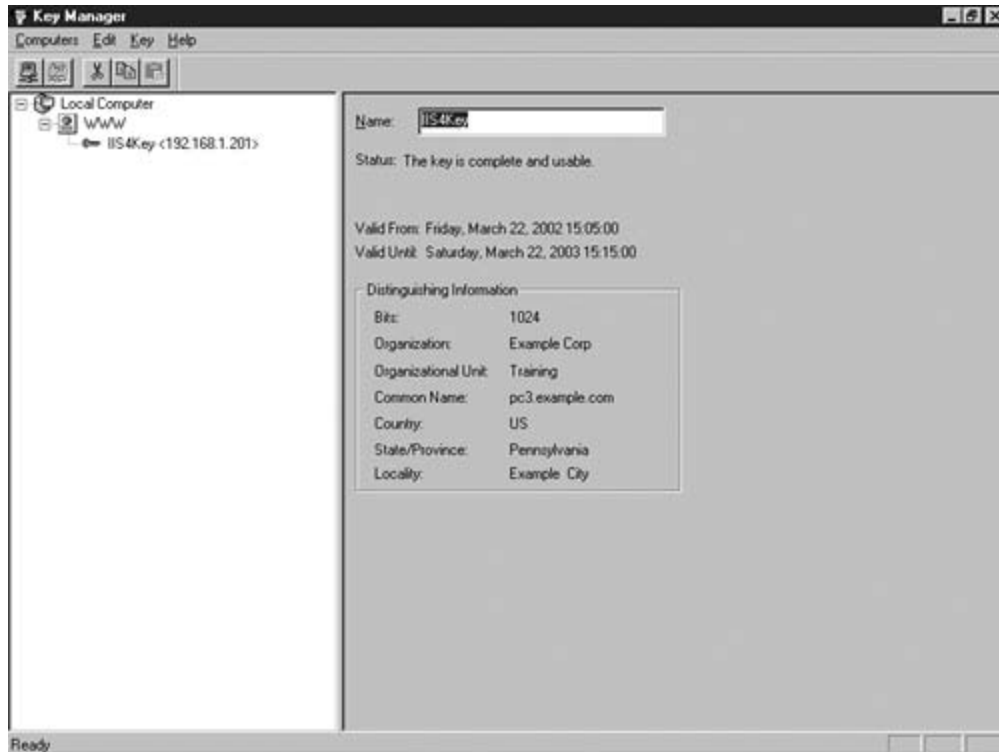 Key Manager
Computers Edit Key Help
Local Computer
WWW
IIS4Key <192.168.1.201>
Name: IIS4Key
Status: The key is complete and usable.
Valid From: Friday, March 22, 2002 15:05:00
Valid Until: Saturday, March 22, 2003 15:15:00
Distinguishing Information
Bits: 1024
Organization: Example Corp
Organizational Unit: Training
Common Name: pc3.example.com
Country: US
State/Province: Pennsylvania
Locality: Example City
Ready